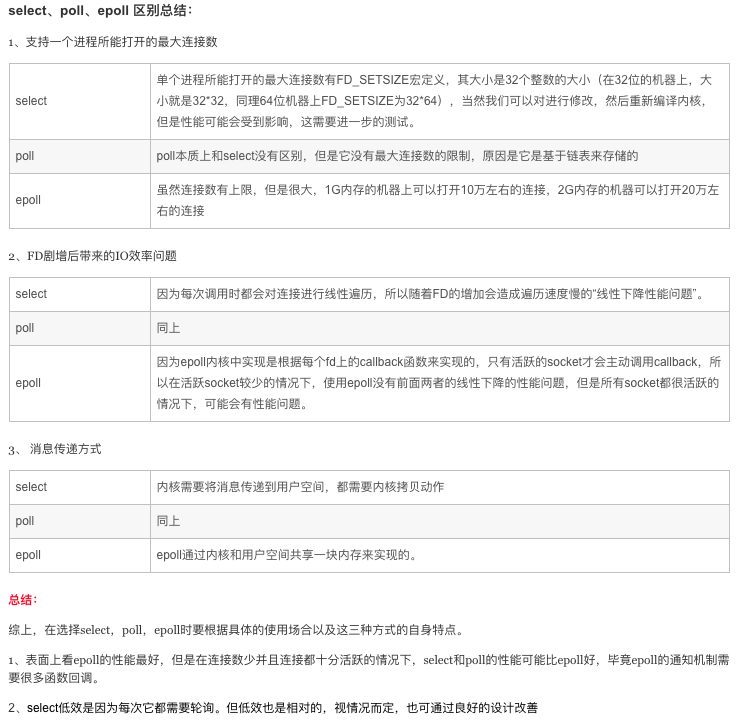 select、poll、epoll 区别总结：
1、支持一个进程所能打开的最大连接数
select
单个进程所能打开的最大连接数有FD_SETSIZE宏定义，其大小是32个整数的大小（在32位的机器上，大
小就是32*32，同理64位机器上FD_SETSIZE为32*64），当然我们可以对进行修改，然后重新编译内核，
但是性能可能会受到影响，这需要进一步的测试。
poll
poll本质上和select没有区别，但是它没有最大连接数的限制，原因是它是基于链表来存储的
epoll
虽然连接数有上限，但是很大，1G内存的机器上可以打开10万左右的连接，2G内存的机器可以打开20万左
右的连接
2、FD剧增后带来的IO效率问题
select
因为每次调用时都会对连接进行线性遍历，所以随着FD的增加会造成遍历速度慢的“线性下降性能问题”。
poll
同上
epoll
因为epoll内核中实现是根据每个fd上的callback函数来实现的，只有活跃的socket才会主动调用callback，所
以在活跃socket较少的情况下，使用epoll没有前面两者的线性下降的性能问题，但是所有socket都很活跃的
情况下，可能会有性能问题。
3、 消息传递方式
select
内核需要将消息传递到用户空间，都需要内核拷贝动作
poll
同上
epoll
epoll通过内核和用户空间共享一块内存来实现的。
总结：
综上，在选择select，poll，epoll时要根据具体的使用场合以及这三种方式的自身特点。
1、表面上看epoll的性能最好，但是在连接数少并且连接都十分活跃的情况下，select和poll的性能可能比epoll好，毕竟epoll的通知机制需
要很多函数回调。
2、select低效是因为每次它都需要轮询。但低效也是相对的，视情况而定，也可通过良好的设计改善